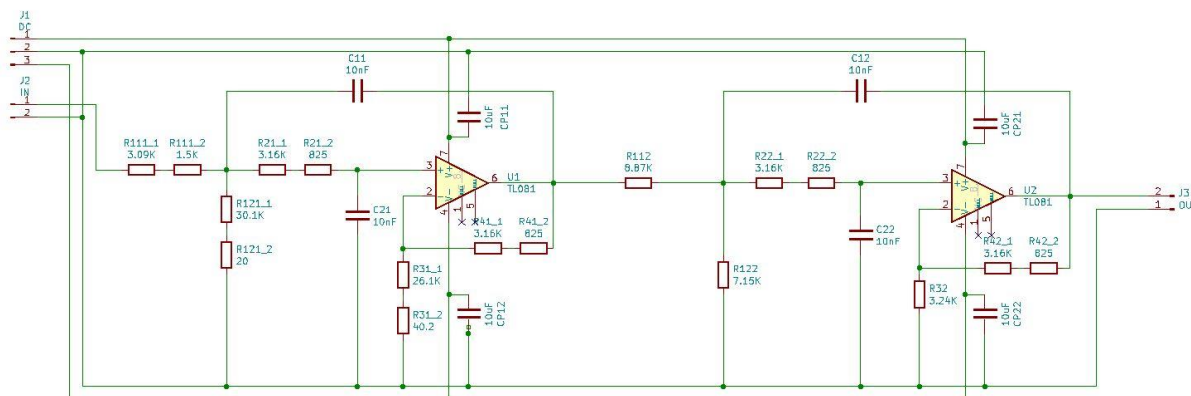 J1
DC
1
2
3
J2
IN
1
2
C11
10nF
C12
10nF
10uF
CP11
10uF
CP21
R111_1
3.09K
R111_2
1.5K
R21_1
3.16K
R21_2
825
3
7
2
4
1
5
6
U1
TL081
R112
8.87K
R22_1
3.16K
R22_2
825
3
7
2
4
1
5
6
U2
TL081
J3
OU
2
1
R121_1
30.1K
R121_2
20
C21
10nF
R41_1
3.16K
R41_2
825
R31_1
26.1K
R31_2
40.2
10uF
CP12
R122
7.15K
C22
10nF
R42_1
3.16K
R42_2
825
R32
3.24K
10uF
CP22